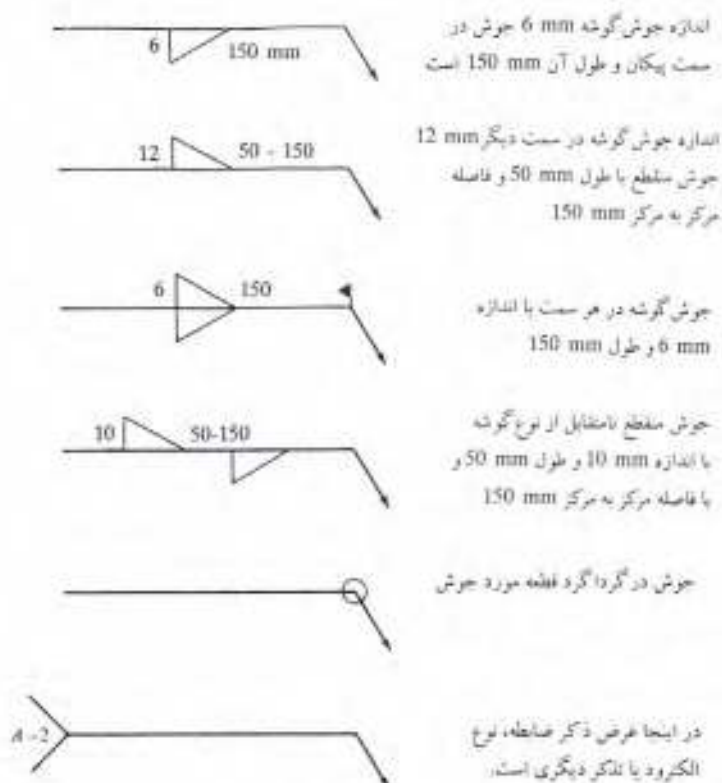 اندازه جوش گوشه 6 mm جوش در
سمت پیکان و طول آن 150 mm است
6
150 mm
اندازه جوش گوشه در سمت دیگر 12 mm
جوش منقطع با طول 50 mm و فاصله
مرکز به مرکز 150 mm
12
50 - 150
جوش گوشه در هر سمت با اندازه
6 mm و طول 150 mm
6
150
جوش منقطع نامتقابل از نوع گوشه
با اندازه 10 mm و طول 50 mm و
با فاصله مرکز به مرکز 150 mm
10
50-150
جوش در گرداگرد قطعه مورد جوش
در اینجا غرض ذکر ضابطه، نوع
الکترود یا تذکر دیگری است.
A-2